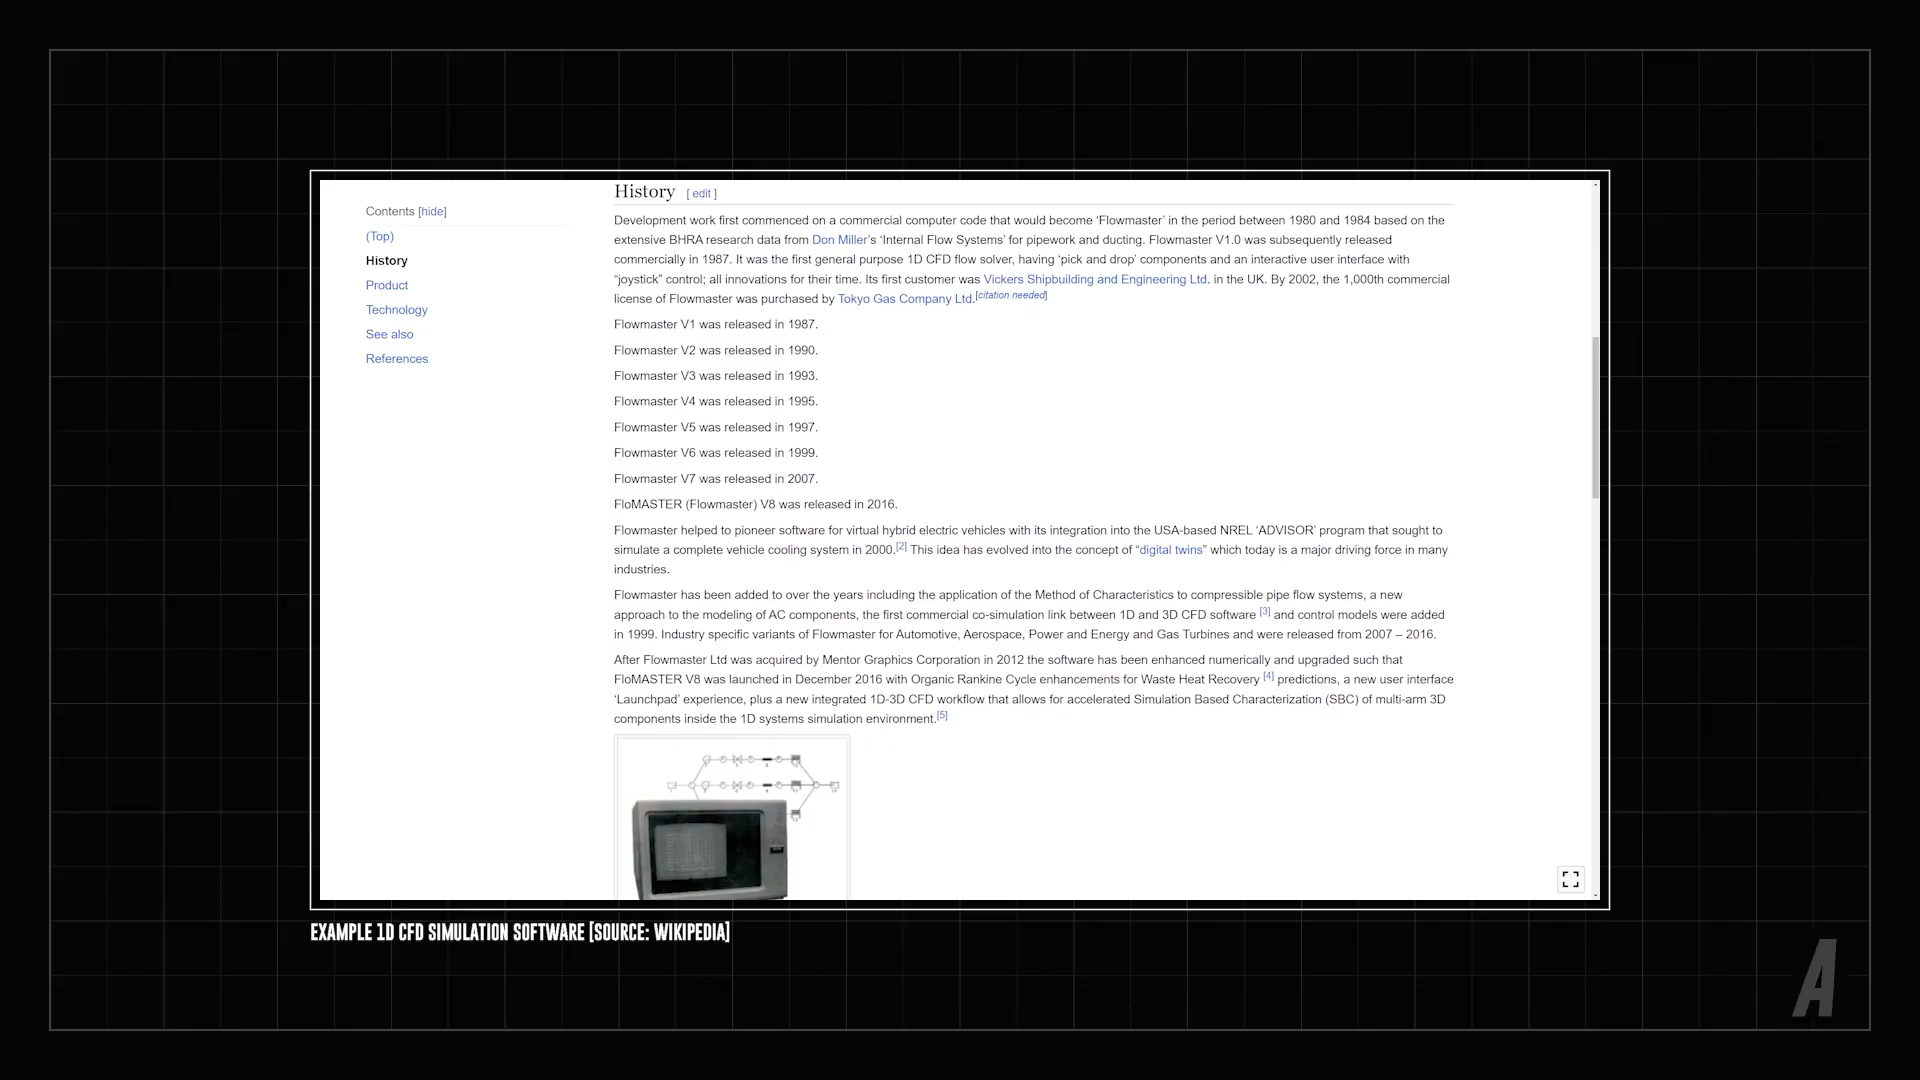 Contents [hide]
(Top)
History
Product
Technology
See also
References
History [ edit ]
Development work first commenced on a commercial computer code that would become ‘Flowmaster’ in the period between 1980 and 1984 based on the
extensive BHRA research data from Don Miller’s ‘Internal Flow Systems’ for pipework and ducting. Flowmaster V1.0 was subsequently released
commercially in 1987. It was the first general purpose 1D CFD flow solver, having ‘pick and drop’ components and an interactive user interface with
“joystick” control; all innovations for their time. Its first customer was Vickers Shipbuilding and Engineering Ltd. in the UK. By 2002, the 1,000th commercial
license of Flowmaster was purchased by Tokyo Gas Company Ltd.[citation needed]
Flowmaster V1 was released in 1987.
Flowmaster V2 was released in 1990.
Flowmaster V3 was released in 1993.
Flowmaster V4 was released in 1995.
Flowmaster V5 was released in 1997.
Flowmaster V6 was released in 1999.
Flowmaster V7 was released in 2007.
FloMASTER (Flowmaster) V8 was released in 2016.
Flowmaster helped to pioneer software for virtual hybrid electric vehicles with its integration into the USA-based NREL ‘ADVISOR’ program that sought to
simulate a complete vehicle cooling system in 2000.[2] This idea has evolved into the concept of “digital twins” which today is a major driving force in many
industries.
Flowmaster has been added to over the years including the application of the Method of Characteristics to compressible pipe flow systems, a new
approach to the modeling of AC components, the first commercial co-simulation link between 1D and 3D CFD software [3] and control models were added
in 1999. Industry specific variants of Flowmaster for Automotive, Aerospace, Power and Energy and Gas Turbines and were released from 2007 – 2016.
After Flowmaster Ltd was acquired by Mentor Graphics Corporation in 2012 the software has been enhanced numerically and upgraded such that
FloMASTER V8 was launched in December 2016 with Organic Rankine Cycle enhancements for Waste Heat Recovery [4] predictions, a new user interface
‘Launchpad’ experience, plus a new integrated 1D-3D CFD workflow that allows for accelerated Simulation Based Characterization (SBC) of multi-arm 3D
components inside the 1D systems simulation environment.[5]
EXAMPLE 1D CFD SIMULATION SOFTWARE [SOURCE: WIKIPEDIA]
A